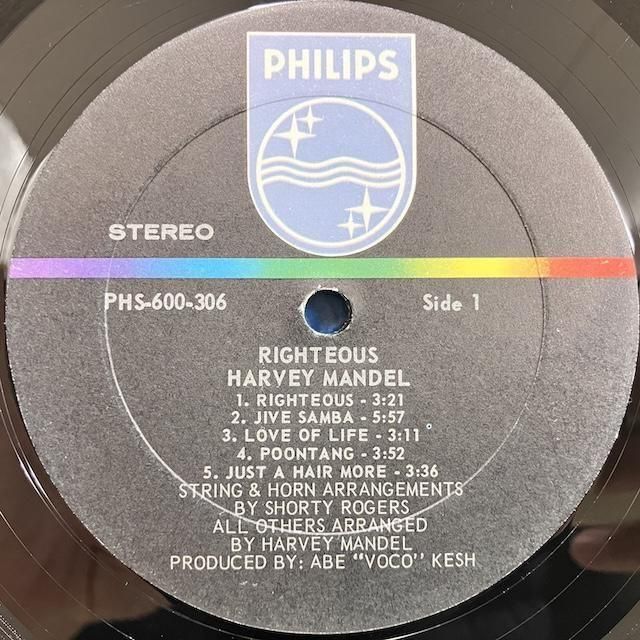 PHILIPS
STEREO
PHS-600-306 Side 1
RIGHTEOUS
HARVEY MANDEL
1. RIGHTEOUS - 3:21
2. JIVE SAMBA - 5:57
3. LOVE OF LIFE - 3:11
4. POONTANG - 3:52
5. JUST A HAIR MORE - 3:36
STRING & HORN ARRANGEMENTS
BY SHORTY ROGERS
ALL OTHERS ARRANGED
BY HARVEY MANDEL
PRODUCED BY: ABE "VOCO" KESH